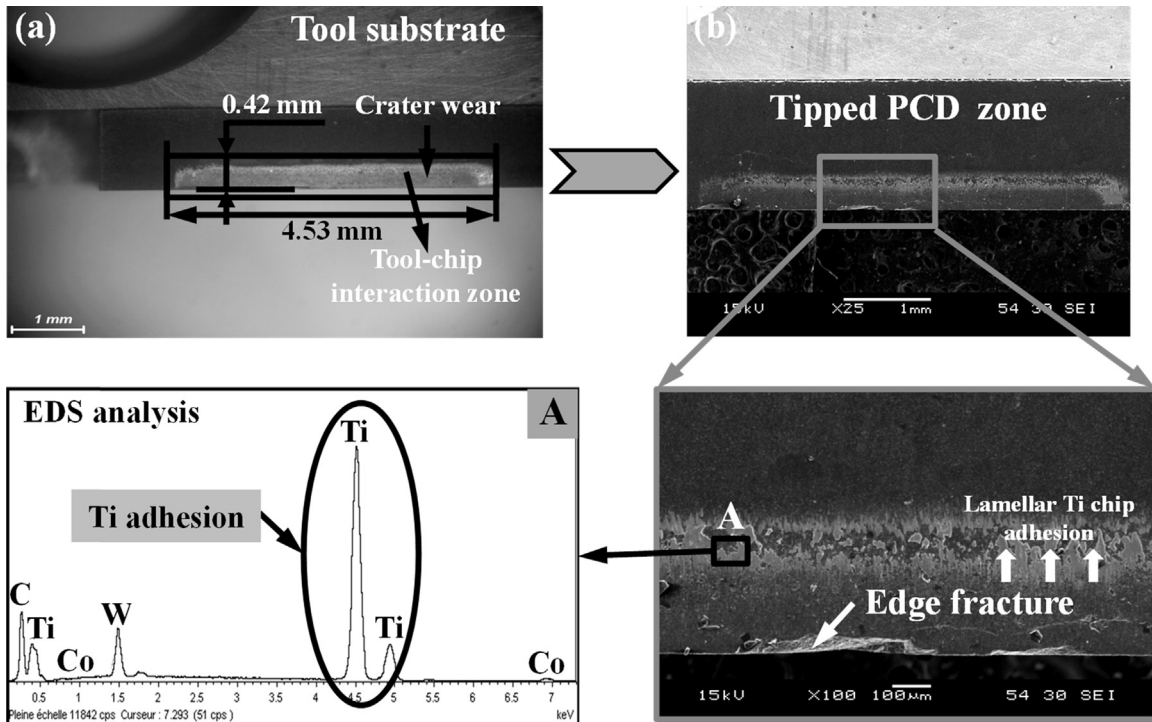 (a)
Tool substrate
0.42 mm
Crater wear
4.53 mm
Tool-chip
interaction zone
1 mm
(b)
Tipped PCD zone
15kV X25 1mm 54 30 SEI
EDS analysis
A
Ti
Ti adhesion
C
Ti
Co
W
Ti
Co
0.5 1 1.5 2 2.5 3 3.5 4 4.5 5 5.5 6 6.5 7
Pleine échelle 11842 cps Curseur : 7.293 (51 cps)
keV
A
Lamellar Ti chip
adhesion
Edge fracture
15kV X100 100µm 54 30 SEI